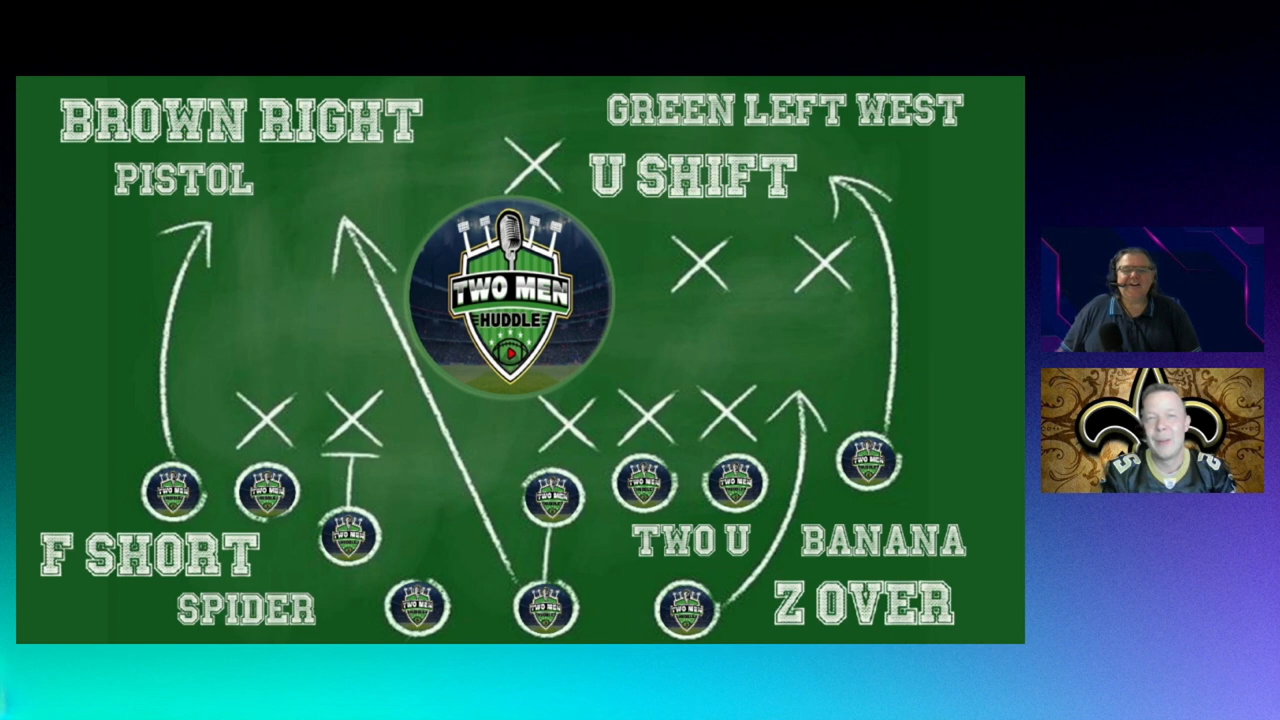 BROWN RIGHT
GREEN LEFT WEST
PISTOL
U SHIFT
TWO MEN
HUDDLE
F SHORT
TWO U
BANANA
SPIDER
Z OVER